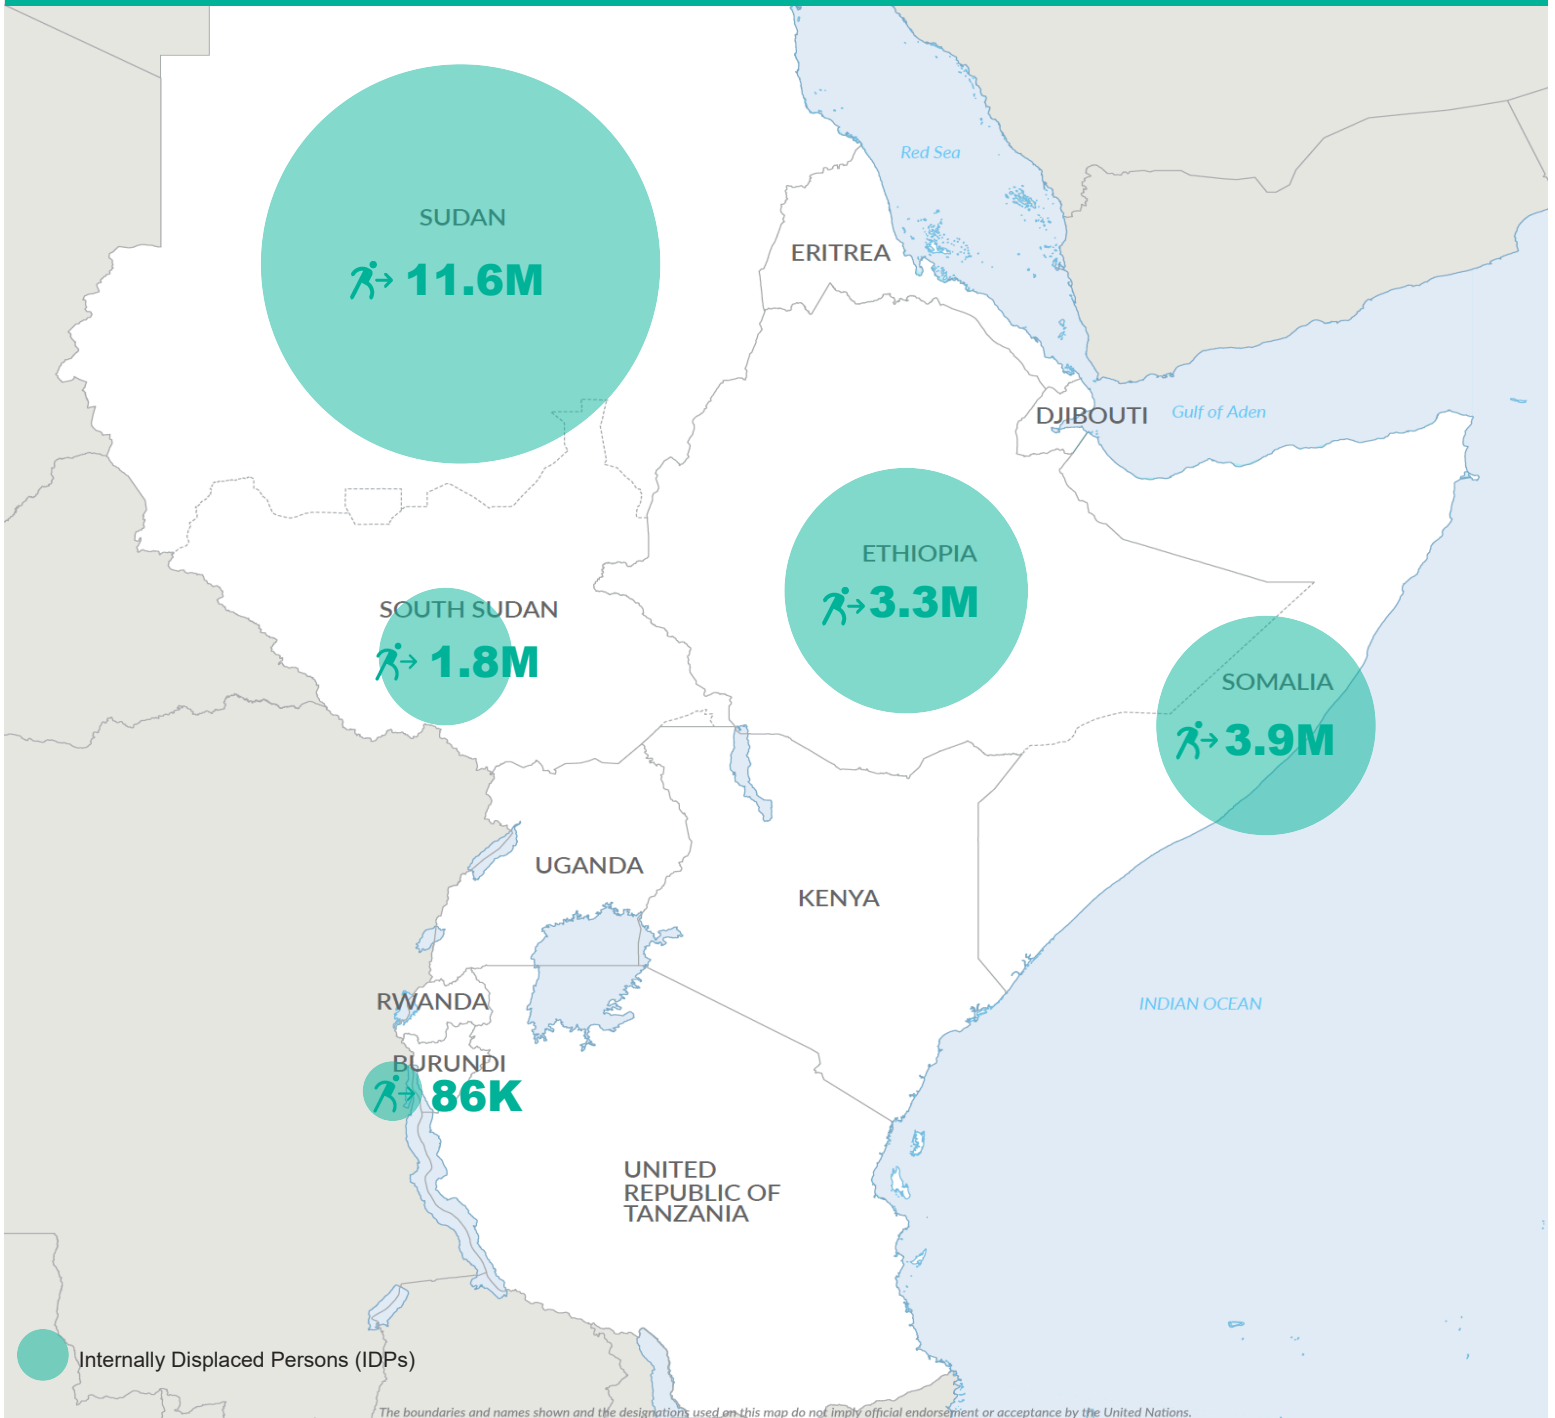 Red Sea
SUDAN
11.6M
ERITREA
DJIBOUTI
Gulf of Aden
ETHIOPIA
3.3M
SOUTH SUDAN
1.8M
SOMALIA
3.9M
UGANDA
KENYA
RWANDA
INDIAN OCEAN
BURUNDI
86K
UNITED
REPUBLIC OF
TANZANIA
Internally Displaced Persons (IDPs)
The boundaries and names shown and the designations used on this map do not imply official endorsement or acceptance by the United Nations.